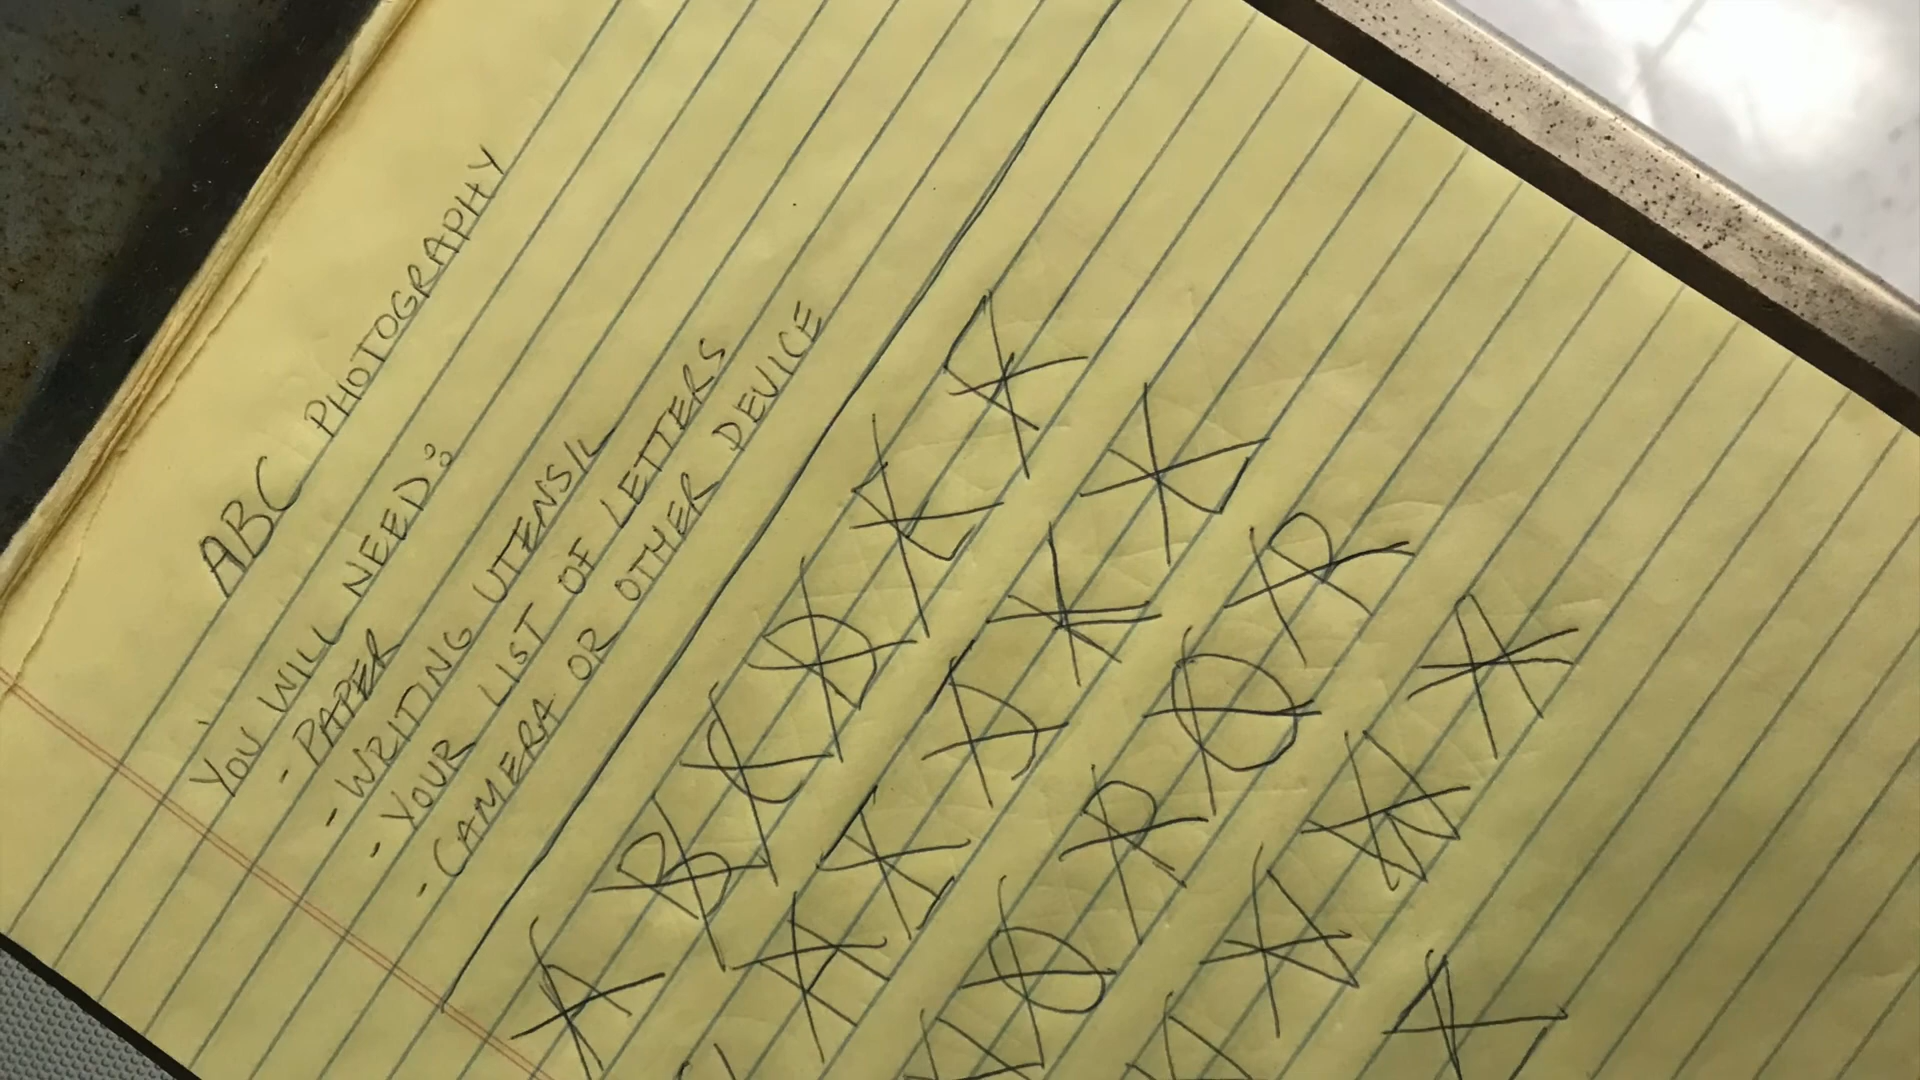 ABC PHOTOGRAPHY
YOU WILL NEED:
- PAPER
- WRITING UTENSIL
- YOUR LIST OF LETTERS
- CAMERA OR OTHER DEVICE
A B C D E F
H I J K L
N O P Q R
V W X
Z